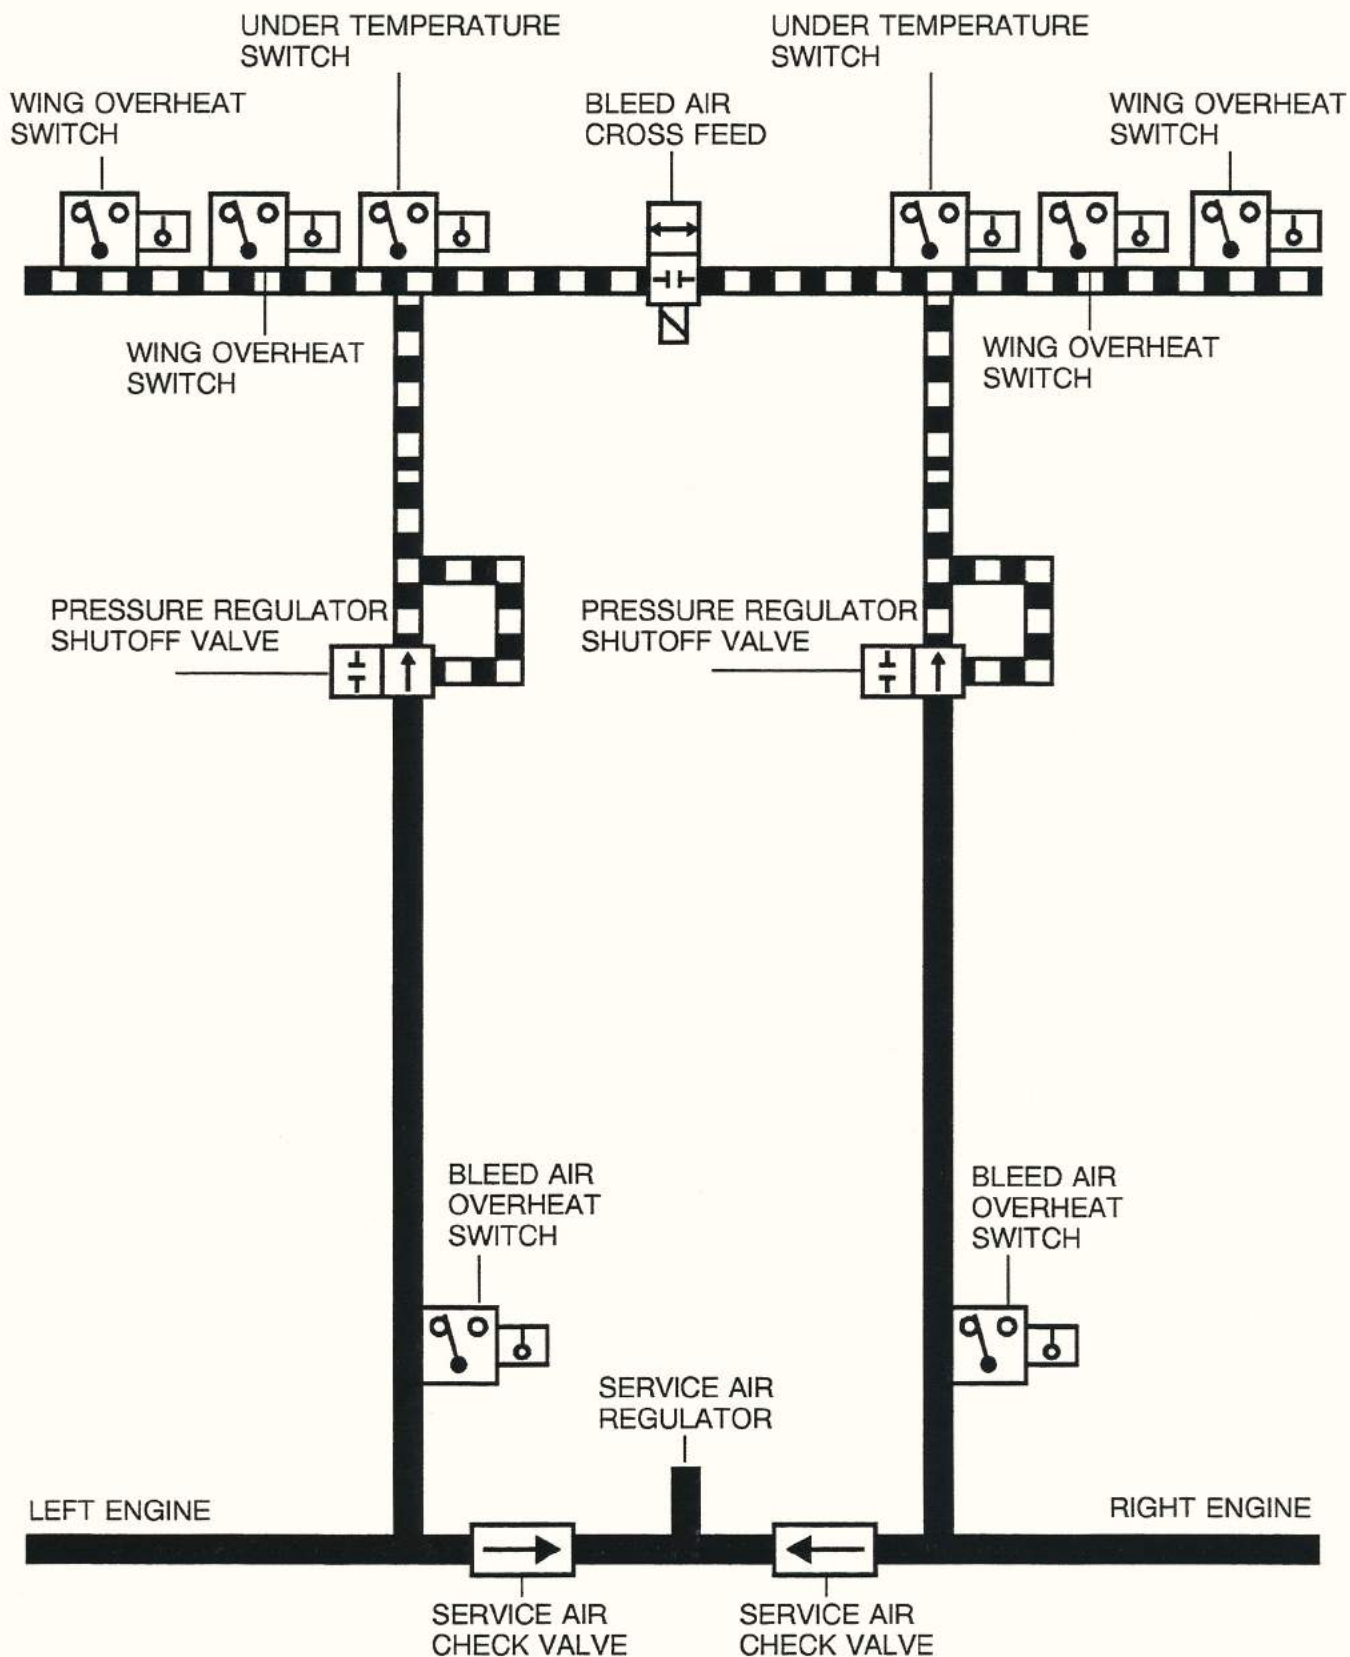 UNDER TEMPERATURE
SWITCH
UNDER TEMPERATURE
SWITCH
WING OVERHEAT
SWITCH
BLEED AIR
CROSS FEED
WING OVERHEAT
SWITCH
WING OVERHEAT
SWITCH
WING OVERHEAT
SWITCH
PRESSURE REGULATOR
SHUTOFF VALVE
PRESSURE REGULATOR
SHUTOFF VALVE
BLEED AIR
OVERHEAT
SWITCH
BLEED AIR
OVERHEAT
SWITCH
SERVICE AIR
REGULATOR
LEFT ENGINE
RIGHT ENGINE
SERVICE AIR
CHECK VALVE
SERVICE AIR
CHECK VALVE